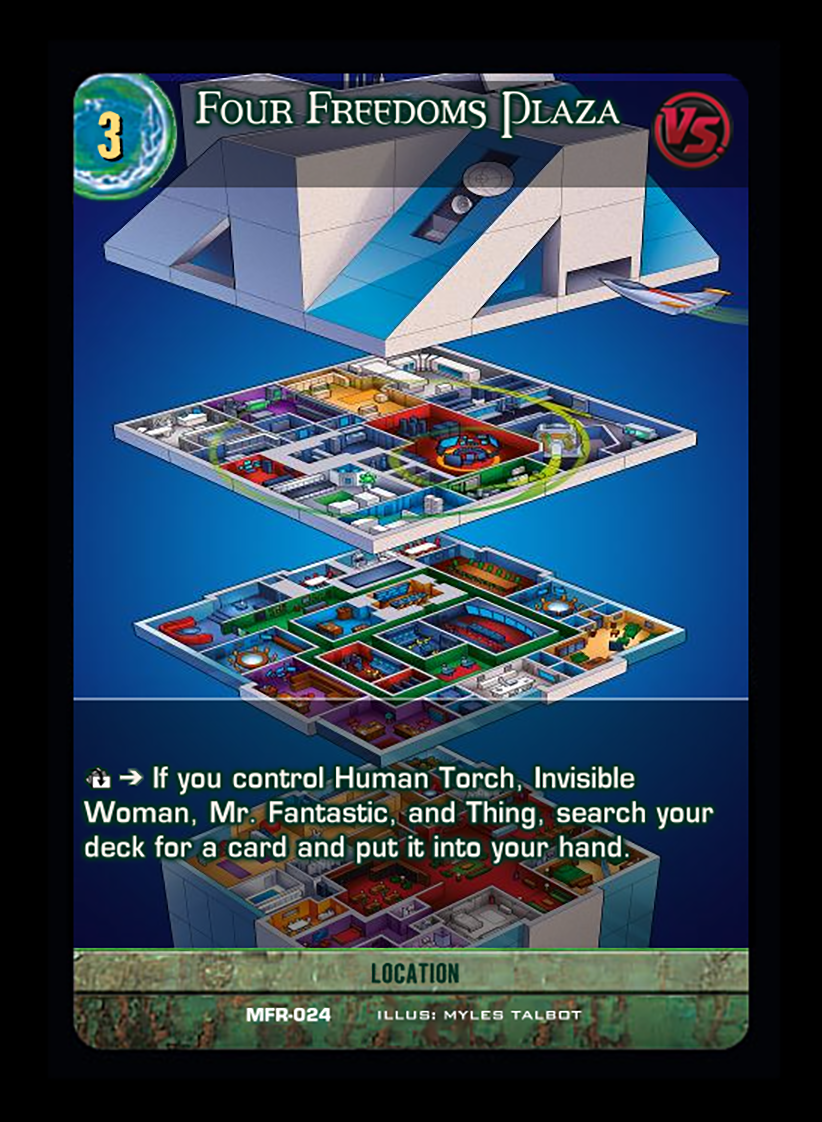 3
Four Freedoms Plaza
VS.
➔ If you control Human Torch, Invisible
Woman, Mr. Fantastic, and Thing, search your
deck for a card and put it into your hand.
LOCATION
MFR-024 ILLUS: MYLES TALBOT